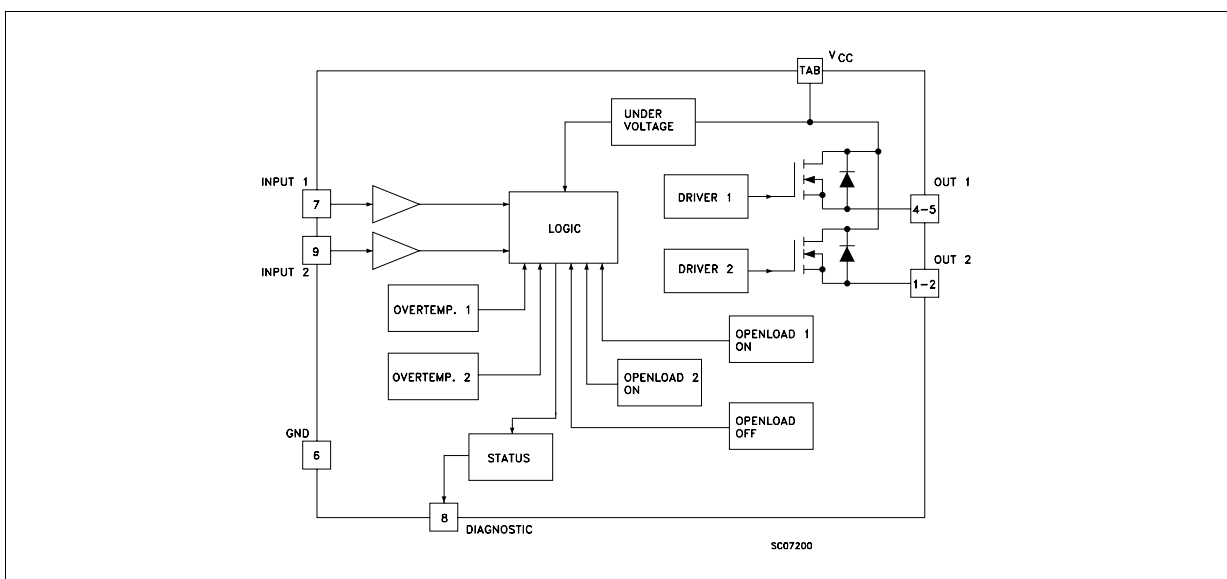 VCC
TAB
UNDER
VOLTAGE
INPUT 1
7
DRIVER 1
OUT 1
4-5
LOGIC
9
INPUT 2
DRIVER 2
OUT 2
1-2
OVERTEMP. 1
OPENLOAD 1
ON
OVERTEMP. 2
OPENLOAD 2
ON
OPENLOAD
OFF
GND
6
STATUS
8
DIAGNOSTIC
SC07200